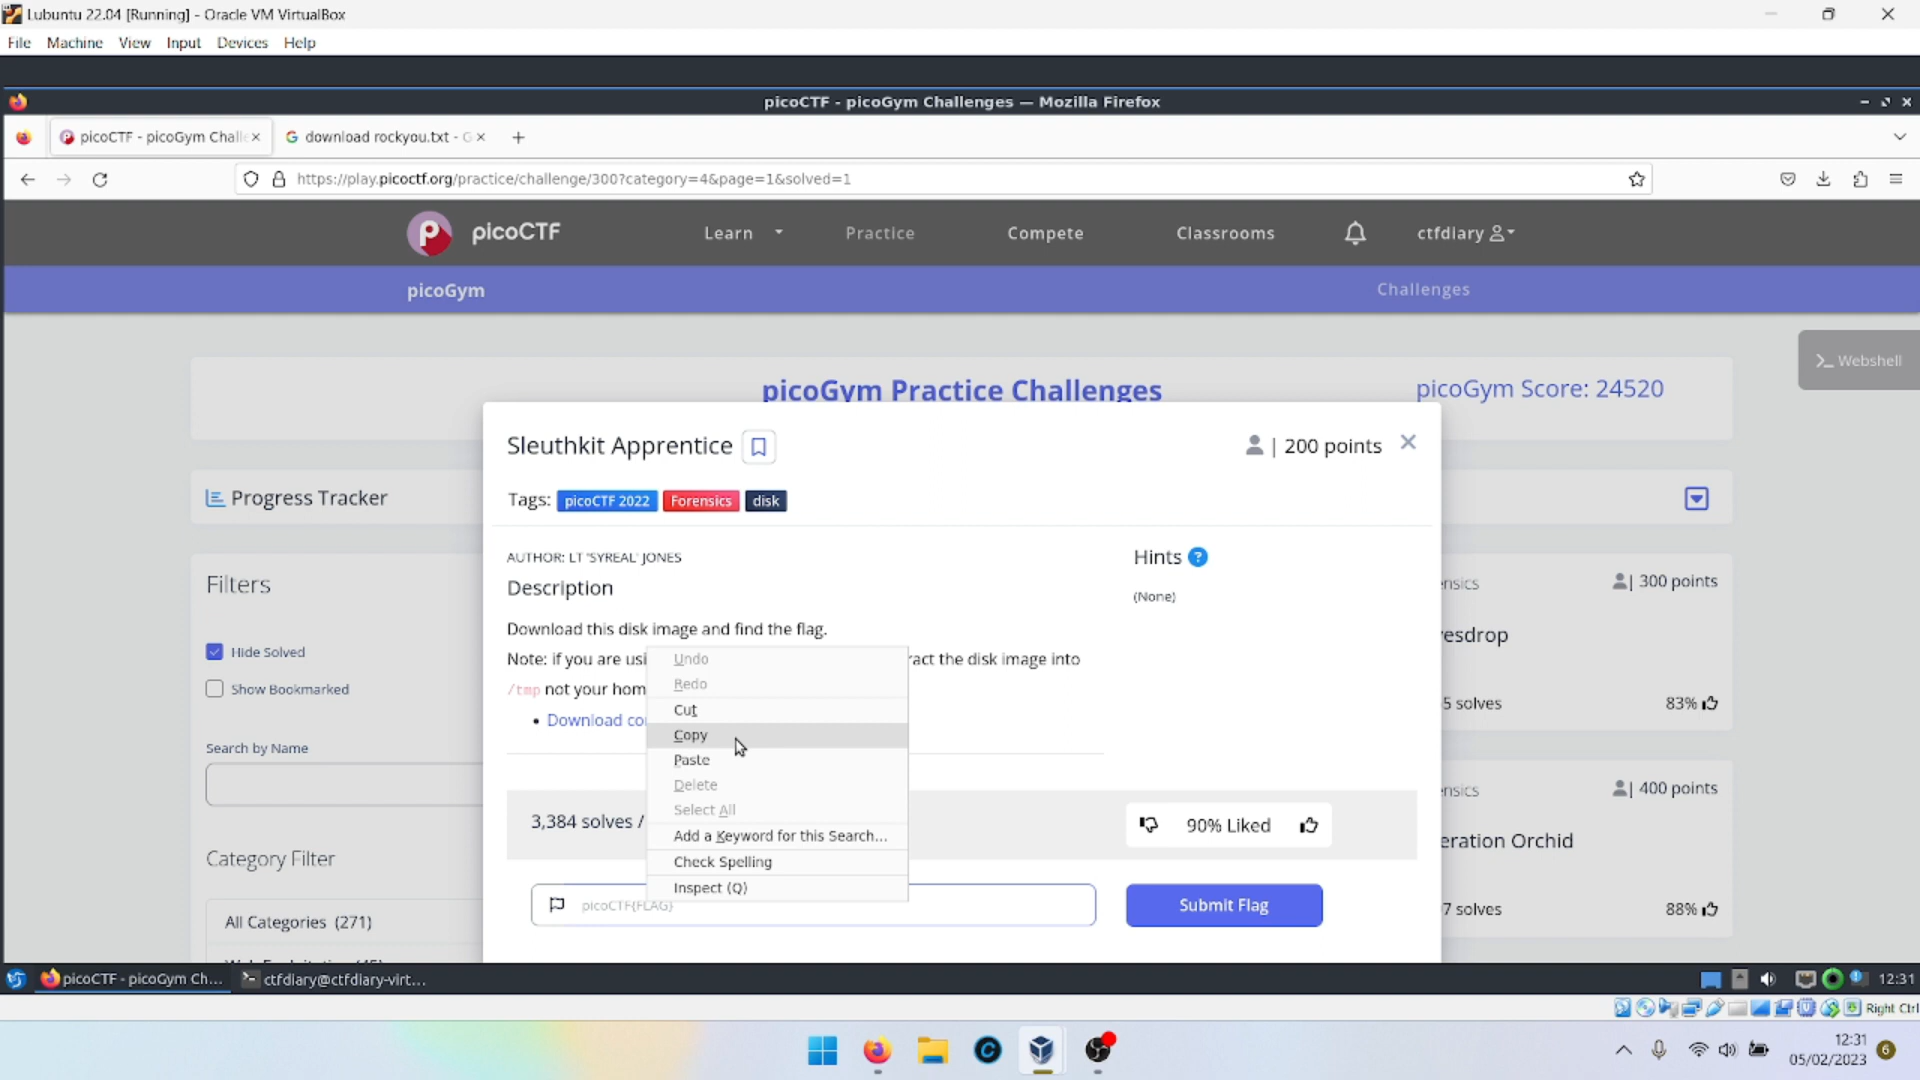 Lubuntu 22.04 [Running] - Oracle VM VirtualBox
File Machine View Input Devices Help
picoCTF - picoGym Challenges — Mozilla Firefox
picoCTF - picoGym Challe
download rockyou.txt - G
https://play.picoctf.org/practice/challenge/300?category=4&page=1&solved=1
picoCTF Learn Practice Compete Classrooms ctfdiary
picoGym Challenges
>_ Webshell
picoGym Practice Challenges picoGym Score: 24520
Sleuthkit Apprentice | 200 points
Progress Tracker
Tags: picoCTF 2022 Forensics disk
AUTHOR: LT 'SYREAL' JONES
Hints ?
Description
(None)
Download this disk image and find the flag.
Note: if you are usi ract the disk image into
/tmp not your hom
Download co
Undo
Redo
Cut
Copy
Paste
Delete
Select All
Add a Keyword for this Search...
Check Spelling
Inspect (Q)
3,384 solves /
90% Liked
picoCTF{FLAG}
Submit Flag
Filters
Hide Solved
Show Bookmarked
Search by Name
Category Filter
All Categories (271)
ensics | 300 points
esdrop
5 solves 83%
ensics | 400 points
eration Orchid
7 solves 88%
picoCTF - picoGym Ch... ctfdiary@ctfdiary-virt... 12:31
Right Ctrl
12:31
05/02/2023
6